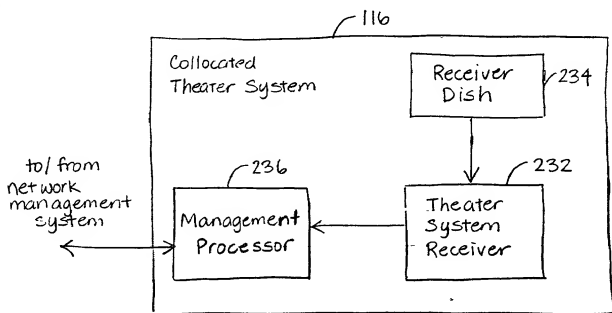 116
Collocated
Theater System
Receiver
Dish
234
to/from
network
management
system
236
Management
Processor
232
Theater
System
Receiver